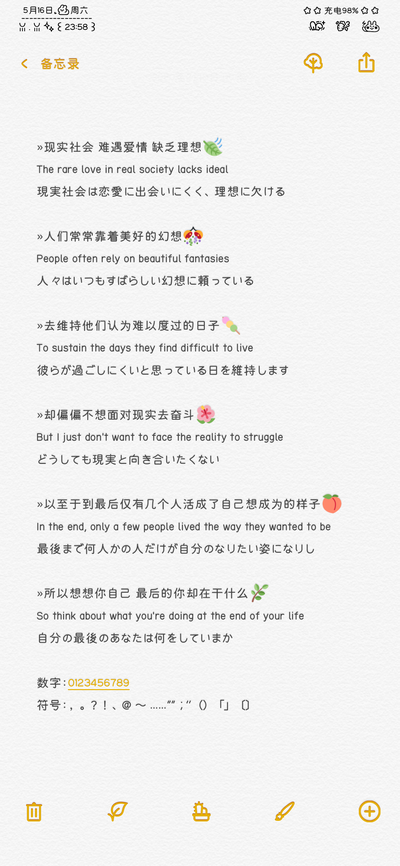 5月16日 周六
充电98%
23:58
备忘录
»现实社会 难遇爱情 缺乏理想
The rare love in real society lacks ideal
現実社会は恋愛に出会いにくく、理想に欠ける
»人们常常靠着美好的幻想
People often rely on beautiful fantasies
人々はいつもすばらしい幻想に頼っている
»去维持他们认为难以度过的日子
To sustain the days they find difficult to live
彼らが過ごしにくいと思っている日を維持します
»却偏偏不想面对现实去奋斗
But I just don't want to face the reality to struggle
どうしても現実と向き合いたくない
»以至于到最后仅有几个人活成了自己想成为的样子
In the end, only a few people lived the way they wanted to be
最後まで何人かの人だけが自分のなりたい姿になりし
»所以想想你自己 最后的你却在干什么
So think about what you're doing at the end of your life
自分の最後のあなたは何をしていまか
数字:0123456789
符号:，。？！、@～……“”；‘’（）「」〔〕